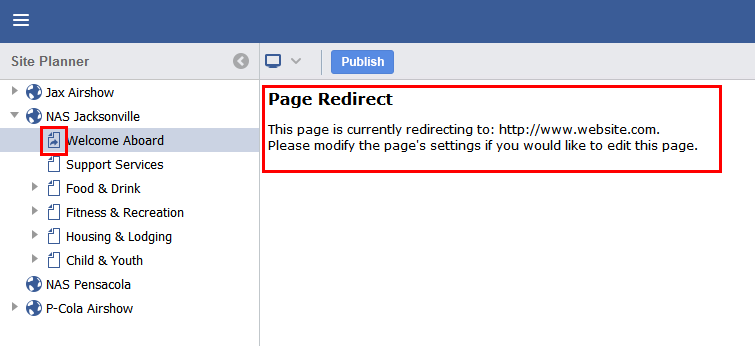 Site Planner
Publish
Jax Airshow
NAS Jacksonville
Welcome Aboard
Support Services
Food & Drink
Fitness & Recreation
Housing & Lodging
Child & Youth
NAS Pensacola
P-Cola Airshow
Page Redirect
This page is currently redirecting to: http://www.website.com.
Please modify the page's settings if you would like to edit this page.